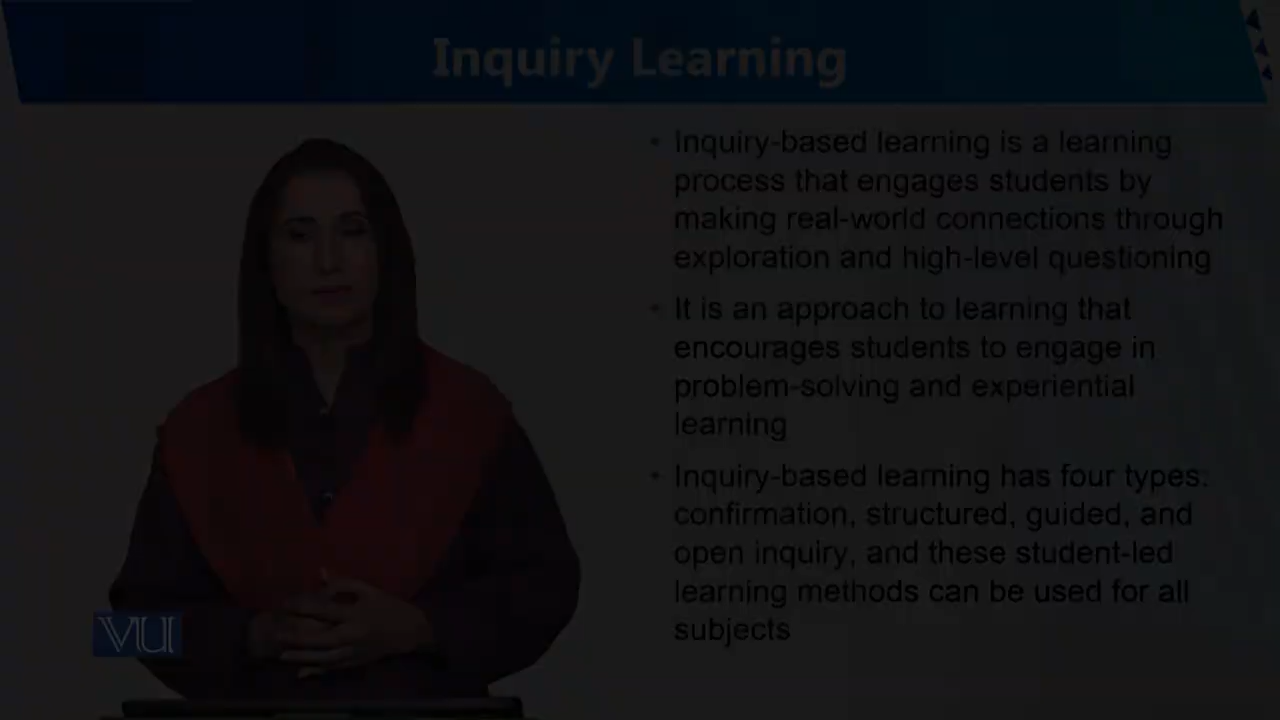 Inquiry Learning
• Inquiry-based learning is a learning
process that engages students by
making real-world connections through
exploration and high-level questioning
• It is an approach to learning that
encourages students to engage in
problem-solving and experiential
learning
• Inquiry-based learning has four types:
confirmation, structured, guided, and
open inquiry, and these student-led
learning methods can be used for all
subjects
VU